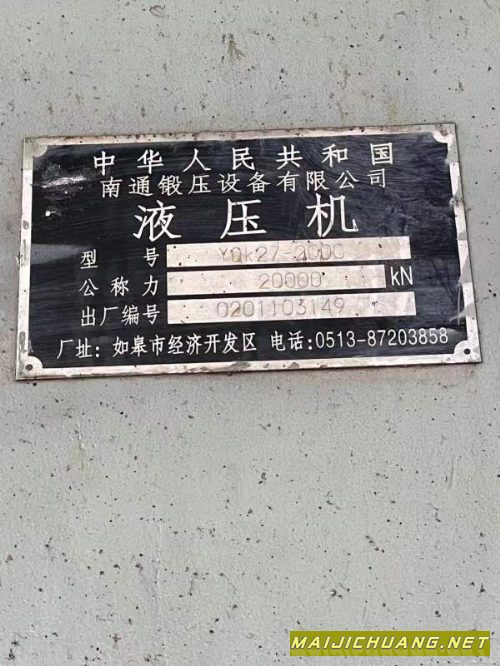 中华人民共和国
南通锻压设备有限公司
液压机
型 号 YQK27-2000
公称力 20000 kN
出厂编号 0201103149
厂址：如皋市经济开发区 电话:0513-87203858
MAIJICHUANG.NET